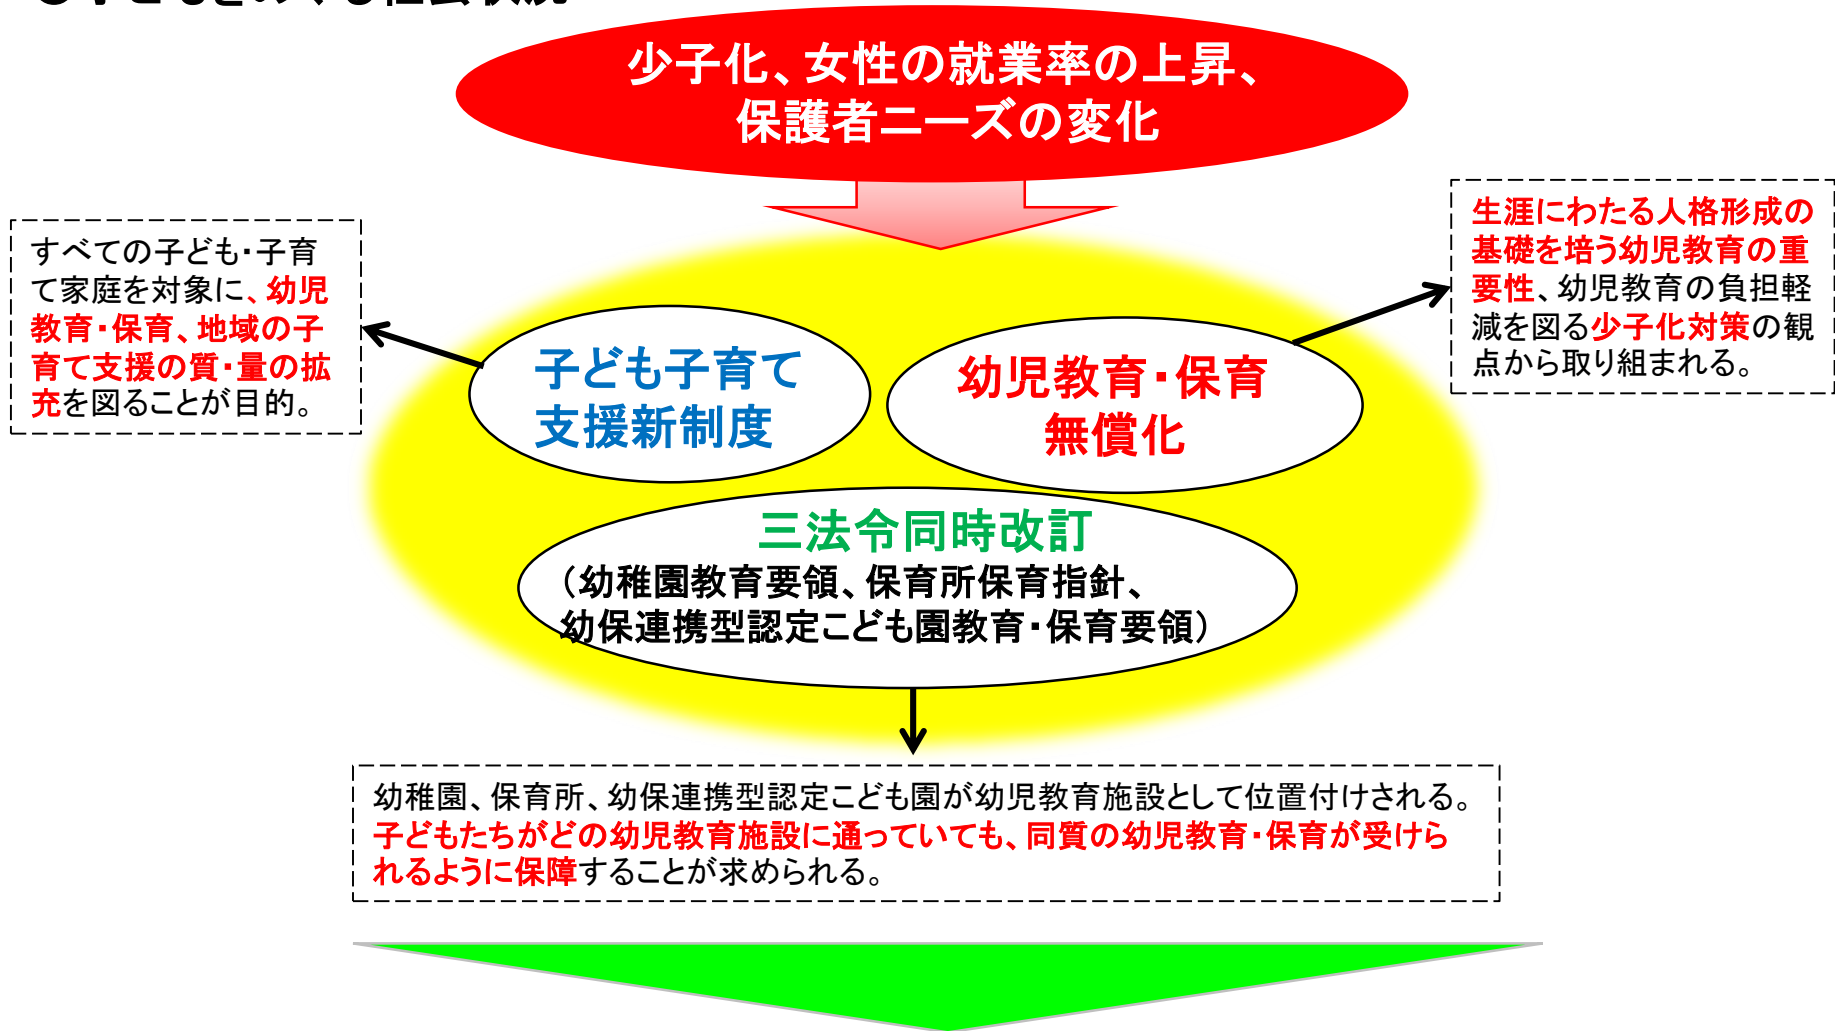 ●子どもをめぐる社会状況
少子化、女性の就業率の上昇、
保護者ニーズの変化
すべての子ども・子育
て家庭を対象に、幼児
教育・保育、地域の子
育て支援の質・量の拡
充を図ることが目的。
生涯にわたる人格形成の
基礎を培う幼児教育の重
要性、幼児教育の負担軽
減を図る少子化対策の観
点から取り組まれる。
子ども子育て
支援新制度
幼児教育・保育
無償化
三法令同時改訂
（幼稚園教育要領、保育所保育指針、
幼保連携型認定こども園教育・保育要領）
幼稚園、保育所、幼保連携型認定こども園が幼児教育施設として位置付けされる。
子どもたちがどの幼児教育施設に通っていても、同質の幼児教育・保育が受けら
れるように保障することが求められる。